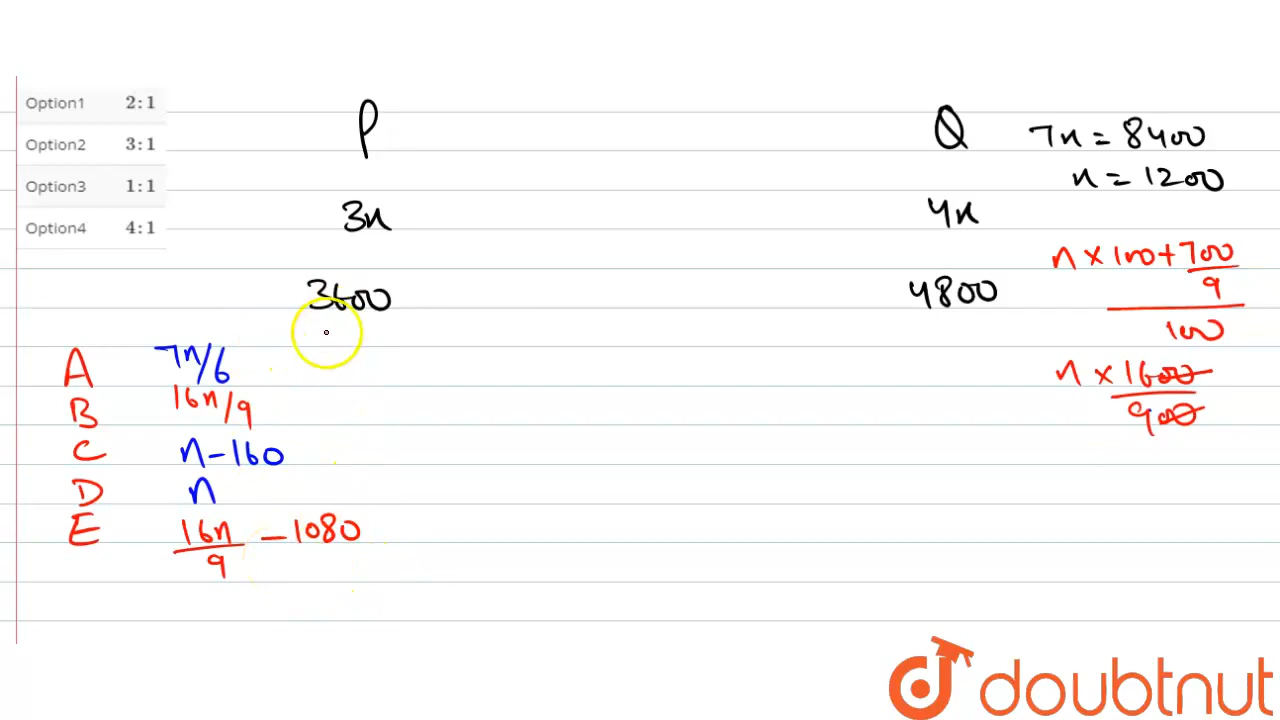 Option1 2:1
Option2 3:1
Option3 1:1
Option4 4:1
P
3x
3600
Q
4x
4800
7x = 8400
x = 1200
n × 100 + 700/9
100
n × 1600
900
A 7n/6
B 16n/9
C n - 160
D n
E 16n/9 - 1080
doubtnut